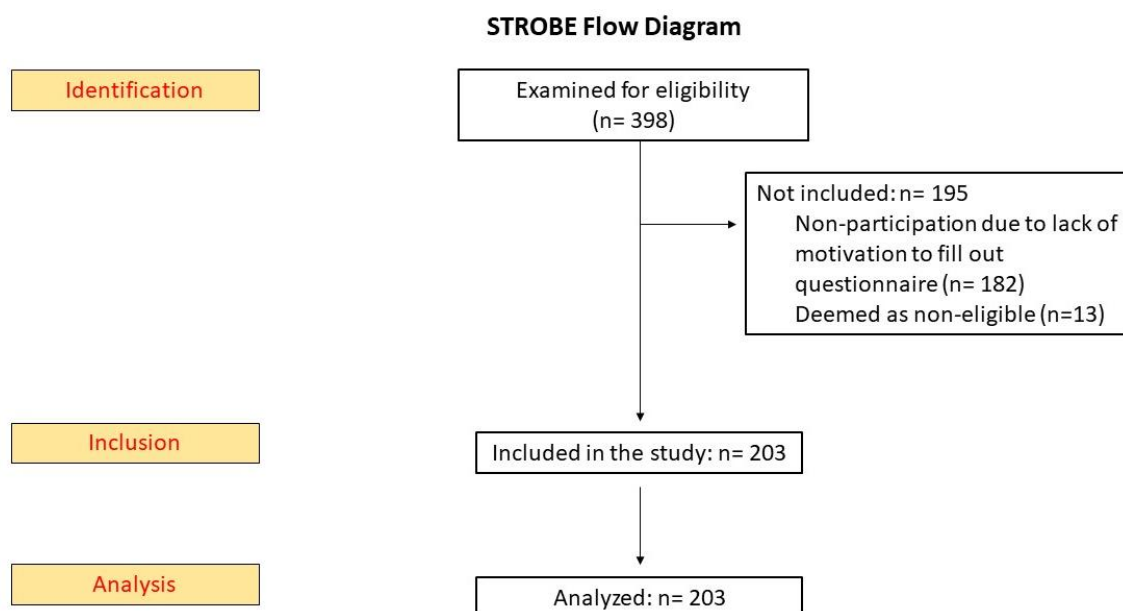 STROBE Flow Diagram
Identification
Examined for eligibility
(n= 398)
Not included: n= 195
Non-participation due to lack of
motivation to fill out
questionnaire (n= 182)
Deemed as non-eligible (n=13)
Inclusion
Included in the study: n= 203
Analysis
Analyzed: n= 203